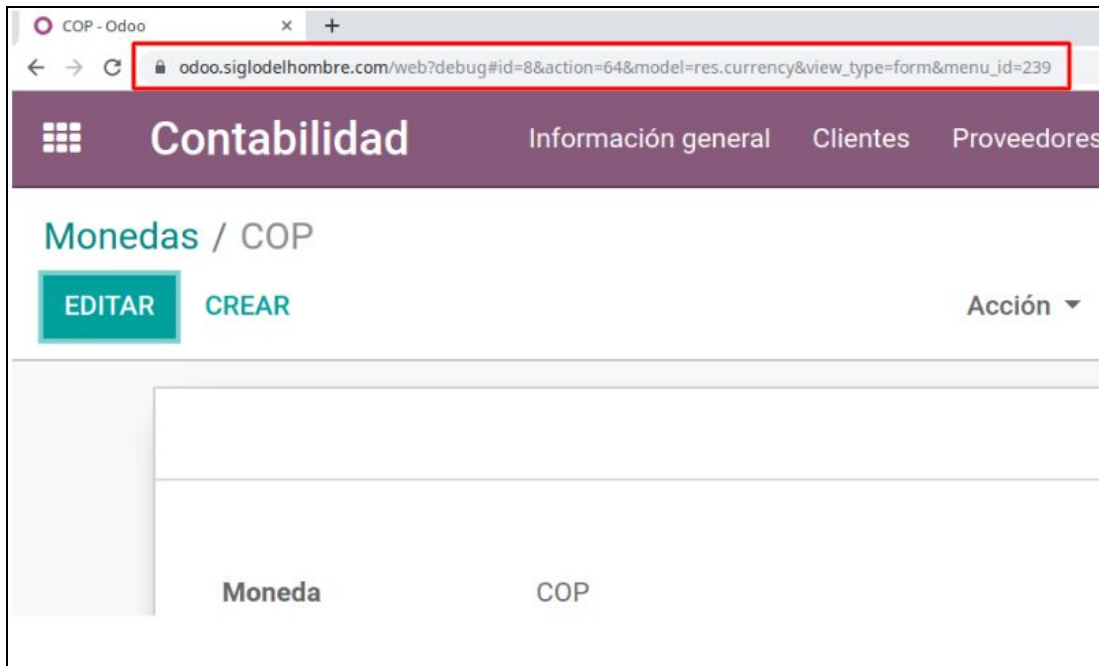 COP - Odoo
odoo.siglodelhombre.com/web?debug#id=8&action=64&model=res.currency&view_type=form&menu_id=239
Contabilidad Información general Clientes Proveedores
Monedas / COP
EDITAR CREAR Acción
Moneda COP